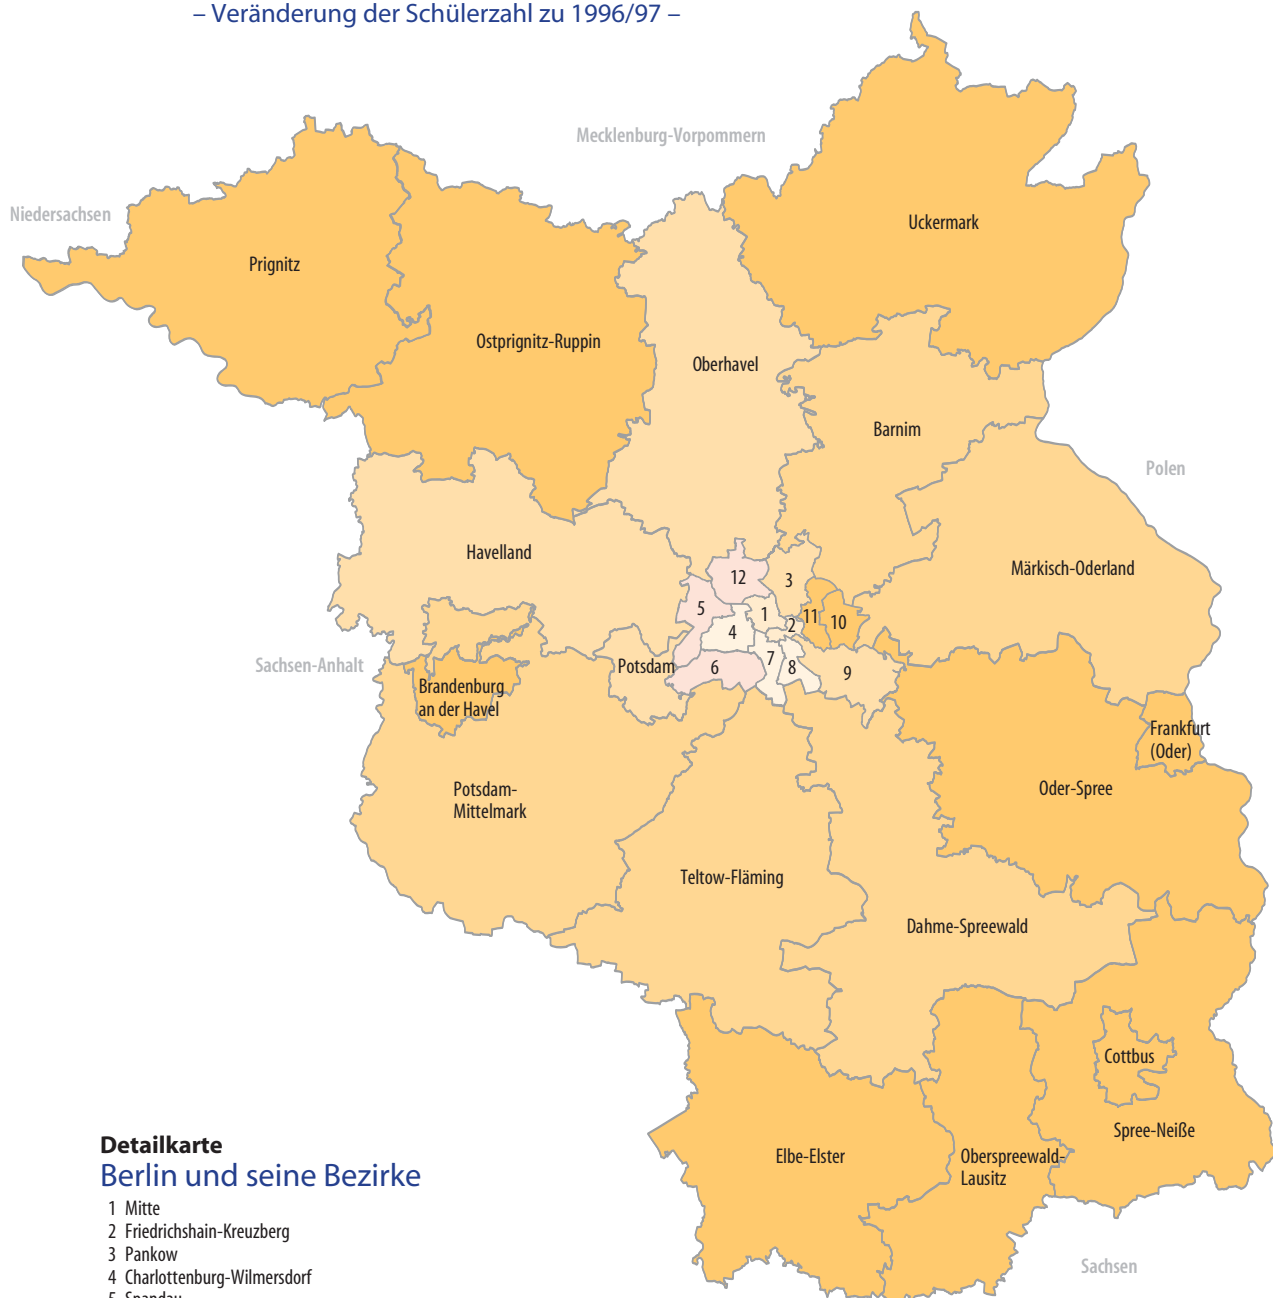 – Veränderung der Schülerzahl zu 1996/97 –
Mecklenburg-Vorpommern
Niedersachsen
Uckermark
Prignitz
Ostprignitz-Ruppin
Oberhavel
Barnim
Polen
Havelland
Märkisch-Oderland
12
3
5
1
11
10
2
4
7
8
6
9
Sachsen-Anhalt
Potsdam
Brandenburg
an der Havel
Frankfurt
(Oder)
Potsdam-
Mittelmark
Oder-Spree
Teltow-Fläming
Dahme-Spreewald
Cottbus
Spree-Neiße
Elbe-Elster
Oberspreewald-
Lausitz
Sachsen
Detailkarte
Berlin und seine Bezirke
1 Mitte
2 Friedrichshain-Kreuzberg
3 Pankow
4 Charlottenburg-Wilmersdorf
5 Spandau